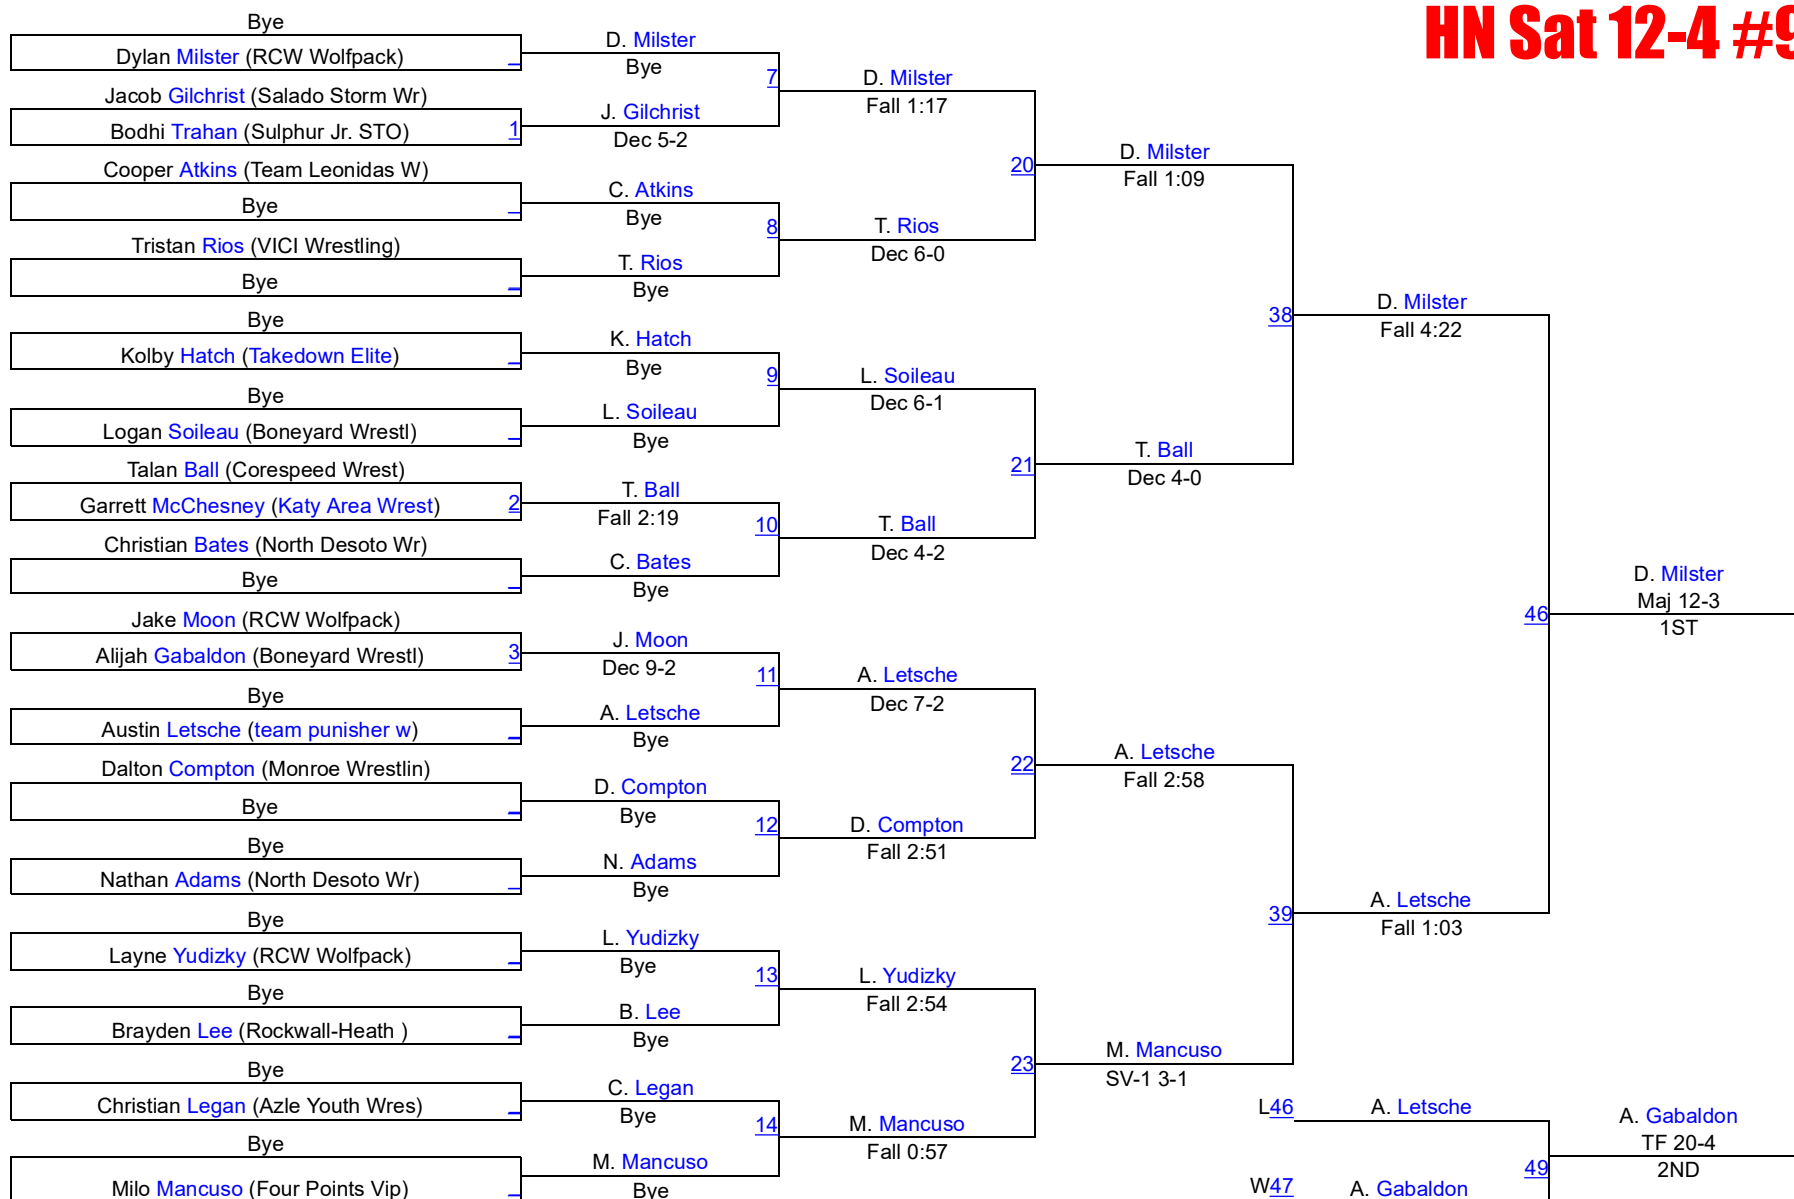 HN Sat 12-4 #9
Bye
Dylan Milster (RCW Wolfpack)
Jacob Gilchrist (Salado Storm Wr)
Bodhi Trahan (Sulphur Jr. STO) 1
Cooper Atkins (Team Leonidas W)
Bye
Tristan Rios (VICI Wrestling)
Bye
Bye
Kolby Hatch (Takedown Elite)
Bye
Logan Soileau (Boneyard Wrestl)
Talan Ball (Corespeed Wrest)
Garrett McChesney (Katy Area Wrest) 2
Christian Bates (North Desoto Wr)
Bye
Jake Moon (RCW Wolfpack)
Alijah Gabaldon (Boneyard Wrestl) 3
Bye
Austin Letsche (team punisher w)
Dalton Compton (Monroe Wrestlin)
Bye
Bye
Nathan Adams (North Desoto Wr)
Bye
Layne Yudizky (RCW Wolfpack)
Bye
Brayden Lee (Rockwall-Heath )
Bye
Christian Legan (Azle Youth Wres)
Bye
Milo Mancuso (Four Points Vip)
D. Milster
Bye
7
J. Gilchrist
Dec 5-2
C. Atkins
Bye
8
T. Rios
Bye
K. Hatch
Bye
9
L. Soileau
Bye
T. Ball
Fall 2:19
10
C. Bates
Bye
J. Moon
Dec 9-2
11
A. Letsche
Bye
D. Compton
Bye
12
N. Adams
Bye
L. Yudizky
Bye
13
B. Lee
Bye
C. Legan
Bye
14
M. Mancuso
Bye
D. Milster
Fall 1:17
20
T. Rios
Dec 6-0
L. Soileau
Dec 6-1
21
T. Ball
Dec 4-2
A. Letsche
Dec 7-2
22
D. Compton
Fall 2:51
L. Yudizky
Fall 2:54
23
M. Mancuso
Fall 0:57
D. Milster
Fall 1:09
38
T. Ball
Dec 4-0
A. Letsche
Fall 2:58
39
M. Mancuso
SV-1 3-1
D. Milster
Fall 4:22
46
A. Letsche
Fall 1:03
D. Milster
Maj 12-3
1ST
L46 A. Letsche
49
W47 A. Gabaldon
A. Gabaldon
TF 20-4
2ND